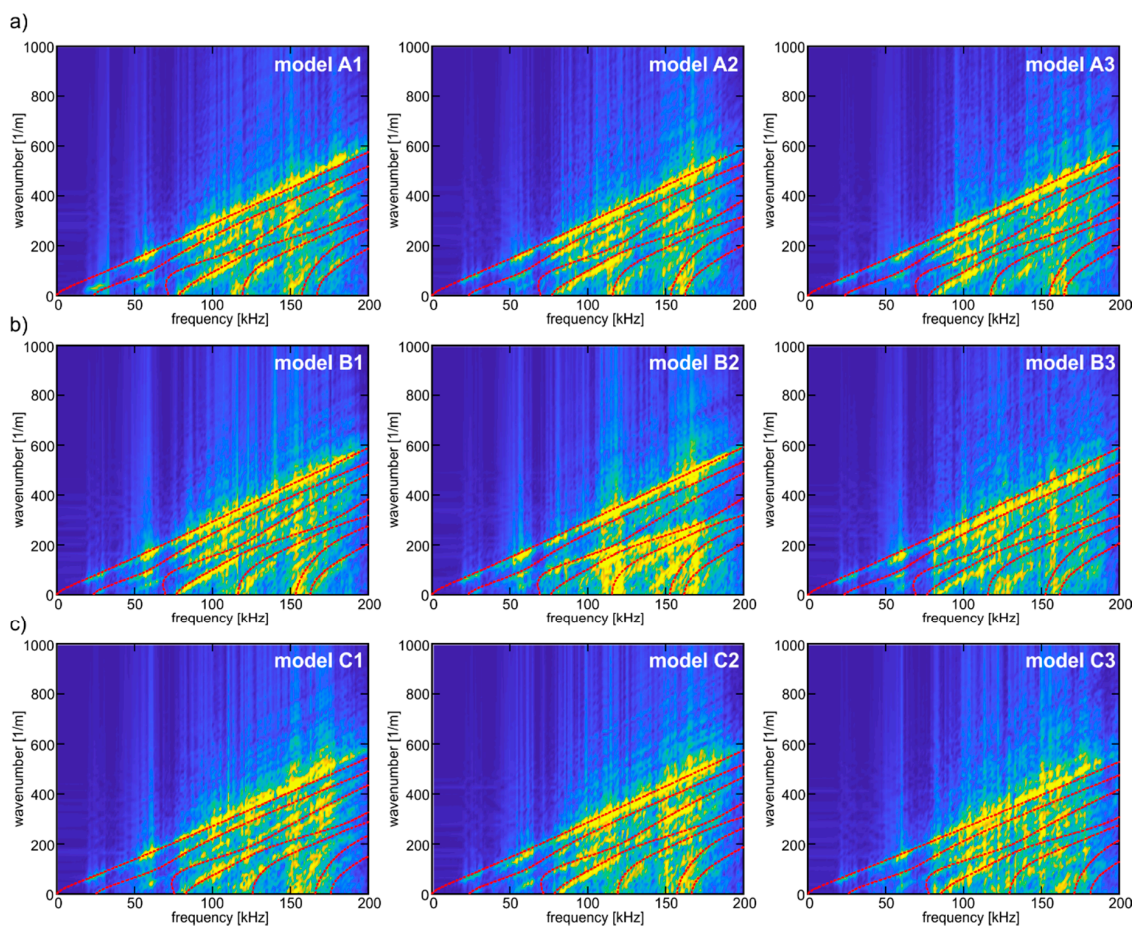 a)
model A1 model A2 model A3
1000 1000 1000
800 800 800
600 600 600
400 400 400
200 200 200
0 0 0
wavenumber [1/m] wavenumber [1/m] wavenumber [1/m]
0 50 100 150 200 0 50 100 150 200 0 50 100 150 200
frequency [kHz] frequency [kHz] frequency [kHz]
b)
model B1 model B2 model B3
1000 1000 1000
800 800 800
600 600 600
400 400 400
200 200 200
0 0 0
wavenumber [1/m] wavenumber [1/m] wavenumber [1/m]
0 50 100 150 200 0 50 100 150 200 0 50 100 150 200
frequency [kHz] frequency [kHz] frequency [kHz]
c)
model C1 model C2 model C3
1000 1000 1000
800 800 800
600 600 600
400 400 400
200 200 200
0 0 0
wavenumber [1/m] wavenumber [1/m] wavenumber [1/m]
0 50 100 150 200 0 50 100 150 200 0 50 100 150 200
frequency [kHz] frequency [kHz] frequency [kHz]